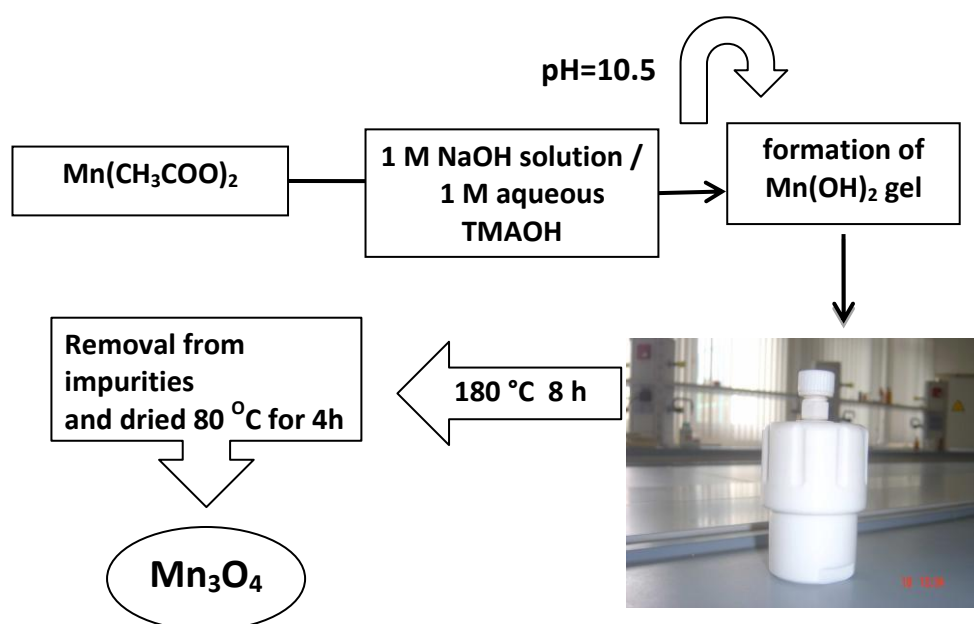 pH=10.5
Mn(CH₃COO)₂
1 M NaOH solution /
1 M aqueous
TMAOH
formation of
Mn(OH)₂ gel
180 °C 8 h
Removal from
impurities
and dried 80 ᴼC for 4h
Mn₃O₄